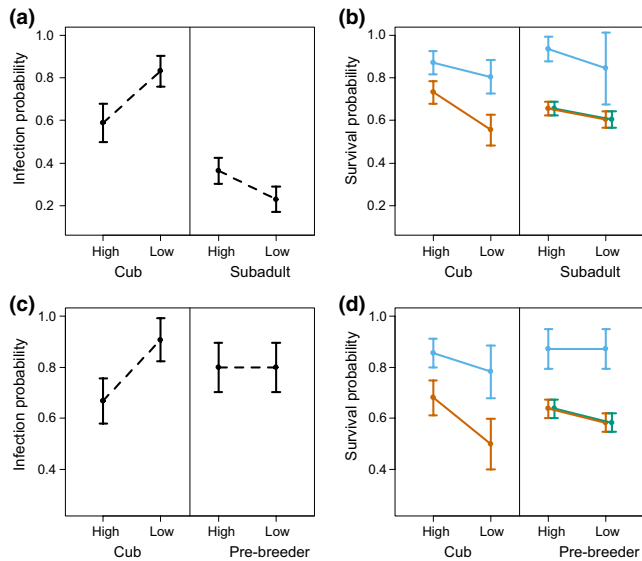 (a)
Infection probability
1.0
0.8
0.6
0.4
0.2
High Low High Low
Cub Subadult
(b)
Survival probability
1.0
0.8
0.6
0.4
0.2
High Low High Low
Cub Subadult
(c)
Infection probability
1.0
0.8
0.6
0.4
High Low High Low
Cub Pre-breeder
(d)
Survival probability
1.0
0.8
0.6
0.4
High Low High Low
Cub Pre-breeder